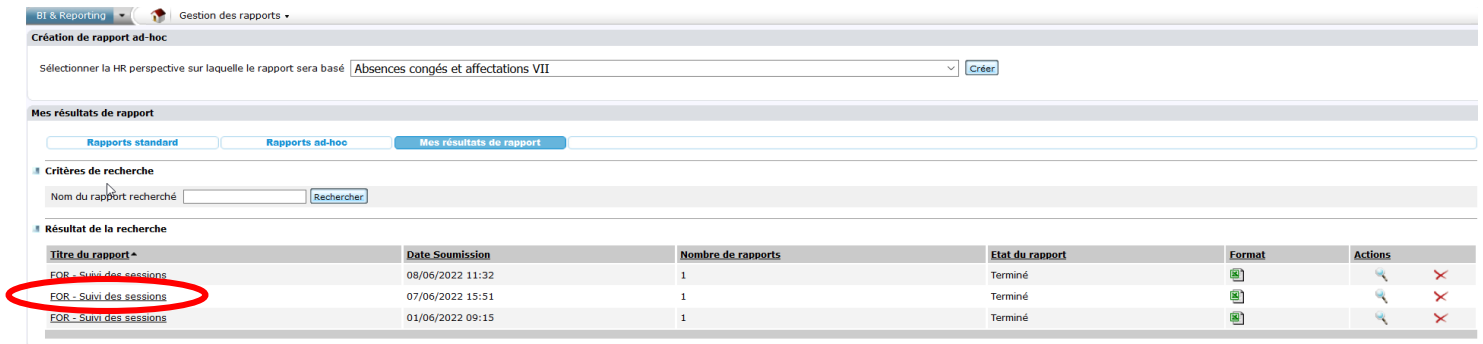 BI & Reporting Gestion des rapports
Création de rapport ad-hoc
Sélectionner la HR perspective sur laquelle le rapport sera basé Absences congés et affectations VII Créer
Mes résultats de rapport
Rapports standard Rapports ad-hoc Mes résultats de rapport
Critères de recherche
Nom du rapport recherché Rechercher
Résultat de la recherche
Titre du rapport Date Soumission Nombre de rapports Etat du rapport Format Actions
FOR - Suivi des sessions 08/06/2022 11:32 1 Terminé
FOR - Suivi des sessions 07/06/2022 15:51 1 Terminé
FOR - Suivi des sessions 01/06/2022 09:15 1 Terminé